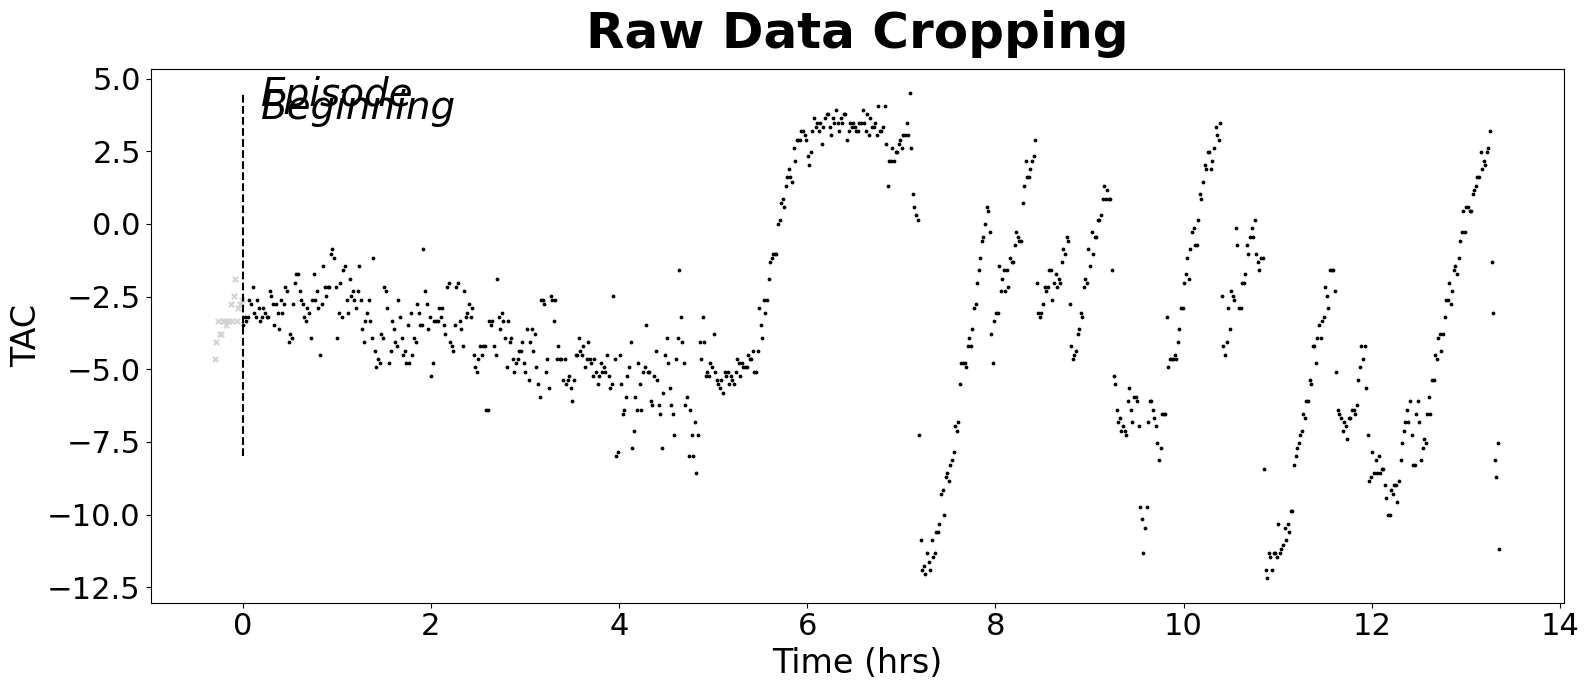 Raw Data Cropping
Episode
Beginning
5.0
2.5
0.0
−2.5
−5.0
−7.5
−10.0
−12.5
TAC
0 2 4 6 8 10 12 14
Time (hrs)